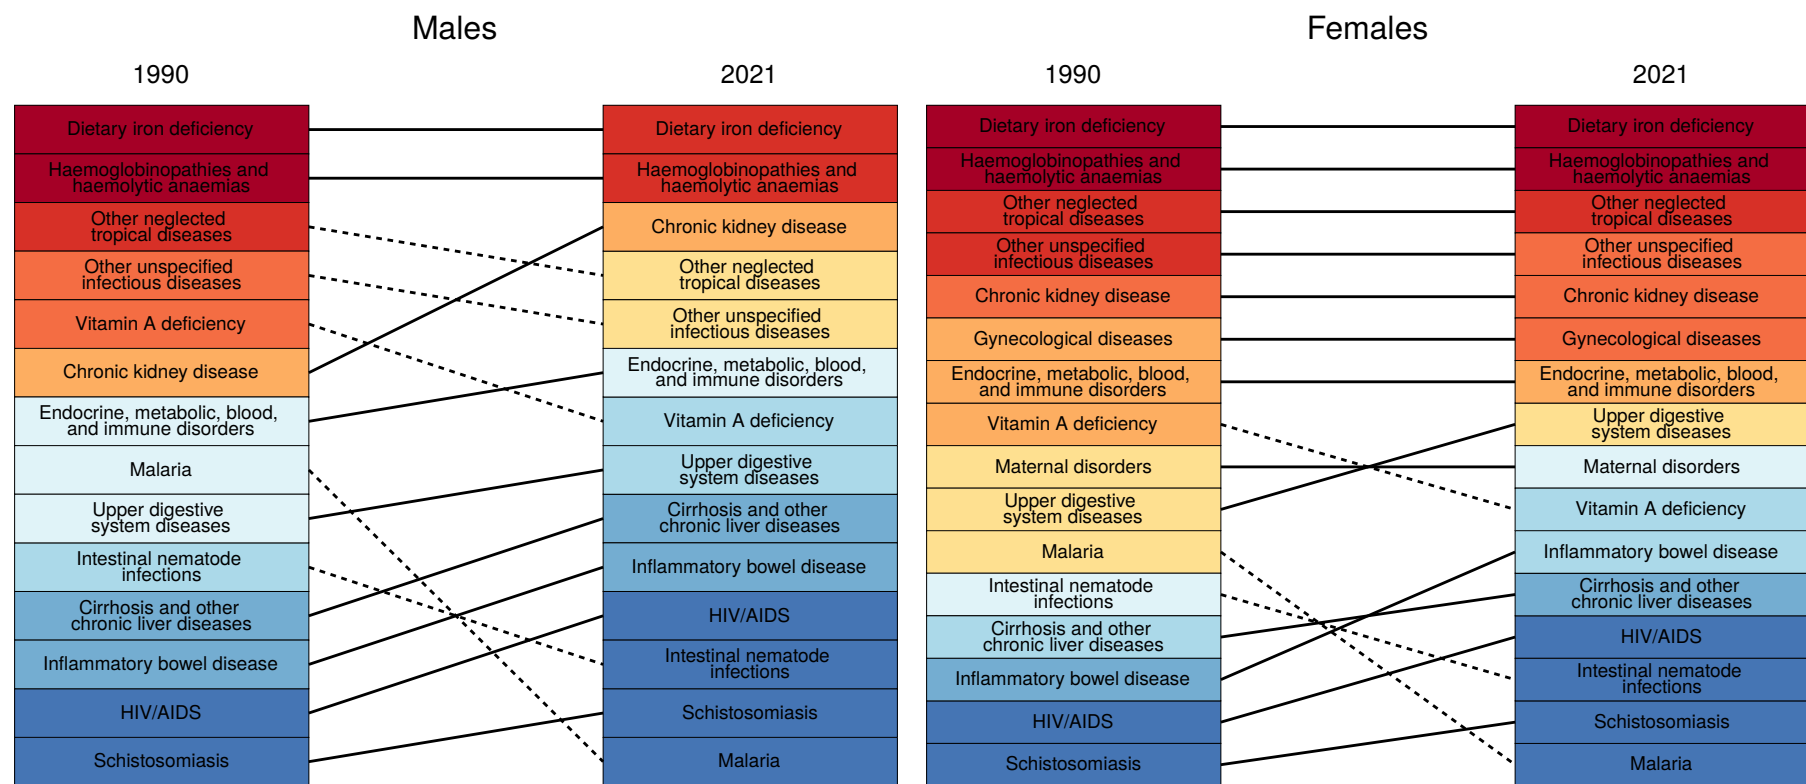 Males
1990
2021
Dietary iron deficiency
Haemoglobinopathies and
haemolytic anaemias
Other neglected
tropical diseases
Other unspecified
infectious diseases
Vitamin A deficiency
Chronic kidney disease
Endocrine, metabolic, blood,
and immune disorders
Malaria
Upper digestive
system diseases
Intestinal nematode
infections
Cirrhosis and other
chronic liver diseases
Inflammatory bowel disease
HIV/AIDS
Schistosomiasis
Dietary iron deficiency
Haemoglobinopathies and
haemolytic anaemias
Chronic kidney disease
Other neglected
tropical diseases
Other unspecified
infectious diseases
Endocrine, metabolic, blood,
and immune disorders
Vitamin A deficiency
Upper digestive
system diseases
Cirrhosis and other
chronic liver diseases
Inflammatory bowel disease
HIV/AIDS
Intestinal nematode
infections
Schistosomiasis
Malaria
Females
1990
2021
Dietary iron deficiency
Haemoglobinopathies and
haemolytic anaemias
Other neglected
tropical diseases
Other unspecified
infectious diseases
Chronic kidney disease
Gynecological diseases
Endocrine, metabolic, blood,
and immune disorders
Vitamin A deficiency
Maternal disorders
Upper digestive
system diseases
Malaria
Intestinal nematode
infections
Cirrhosis and other
chronic liver diseases
Inflammatory bowel disease
HIV/AIDS
Schistosomiasis
Dietary iron deficiency
Haemoglobinopathies and
haemolytic anaemias
Other neglected
tropical diseases
Other unspecified
infectious diseases
Chronic kidney disease
Gynecological diseases
Endocrine, metabolic, blood,
and immune disorders
Upper digestive
system diseases
Maternal disorders
Vitamin A deficiency
Inflammatory bowel disease
Cirrhosis and other
chronic liver diseases
HIV/AIDS
Intestinal nematode
infections
Schistosomiasis
Malaria